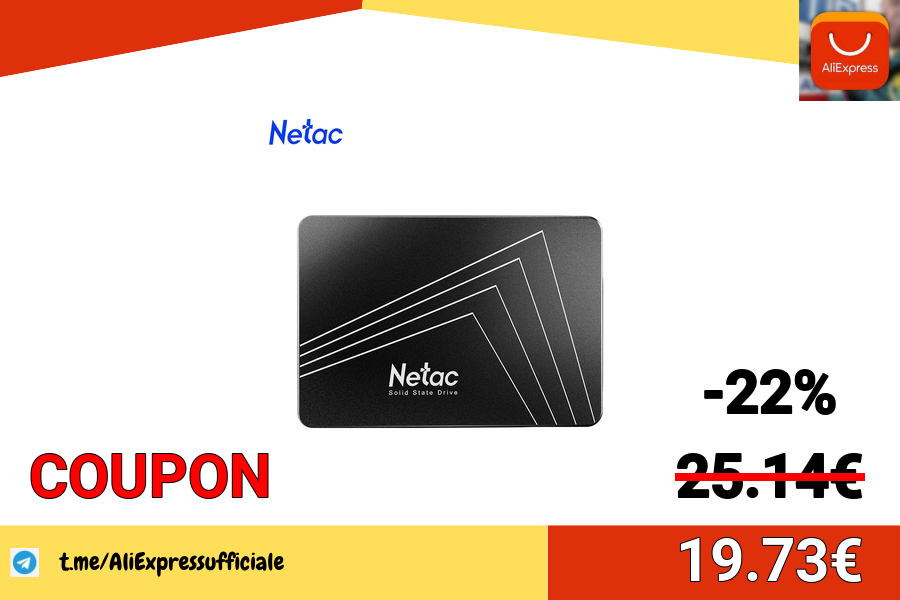 AliExpress
Netac
Netac
Solid State Drive
-22%
COUPON
25.14€
t.me/AliExpressufficiale
19.73€